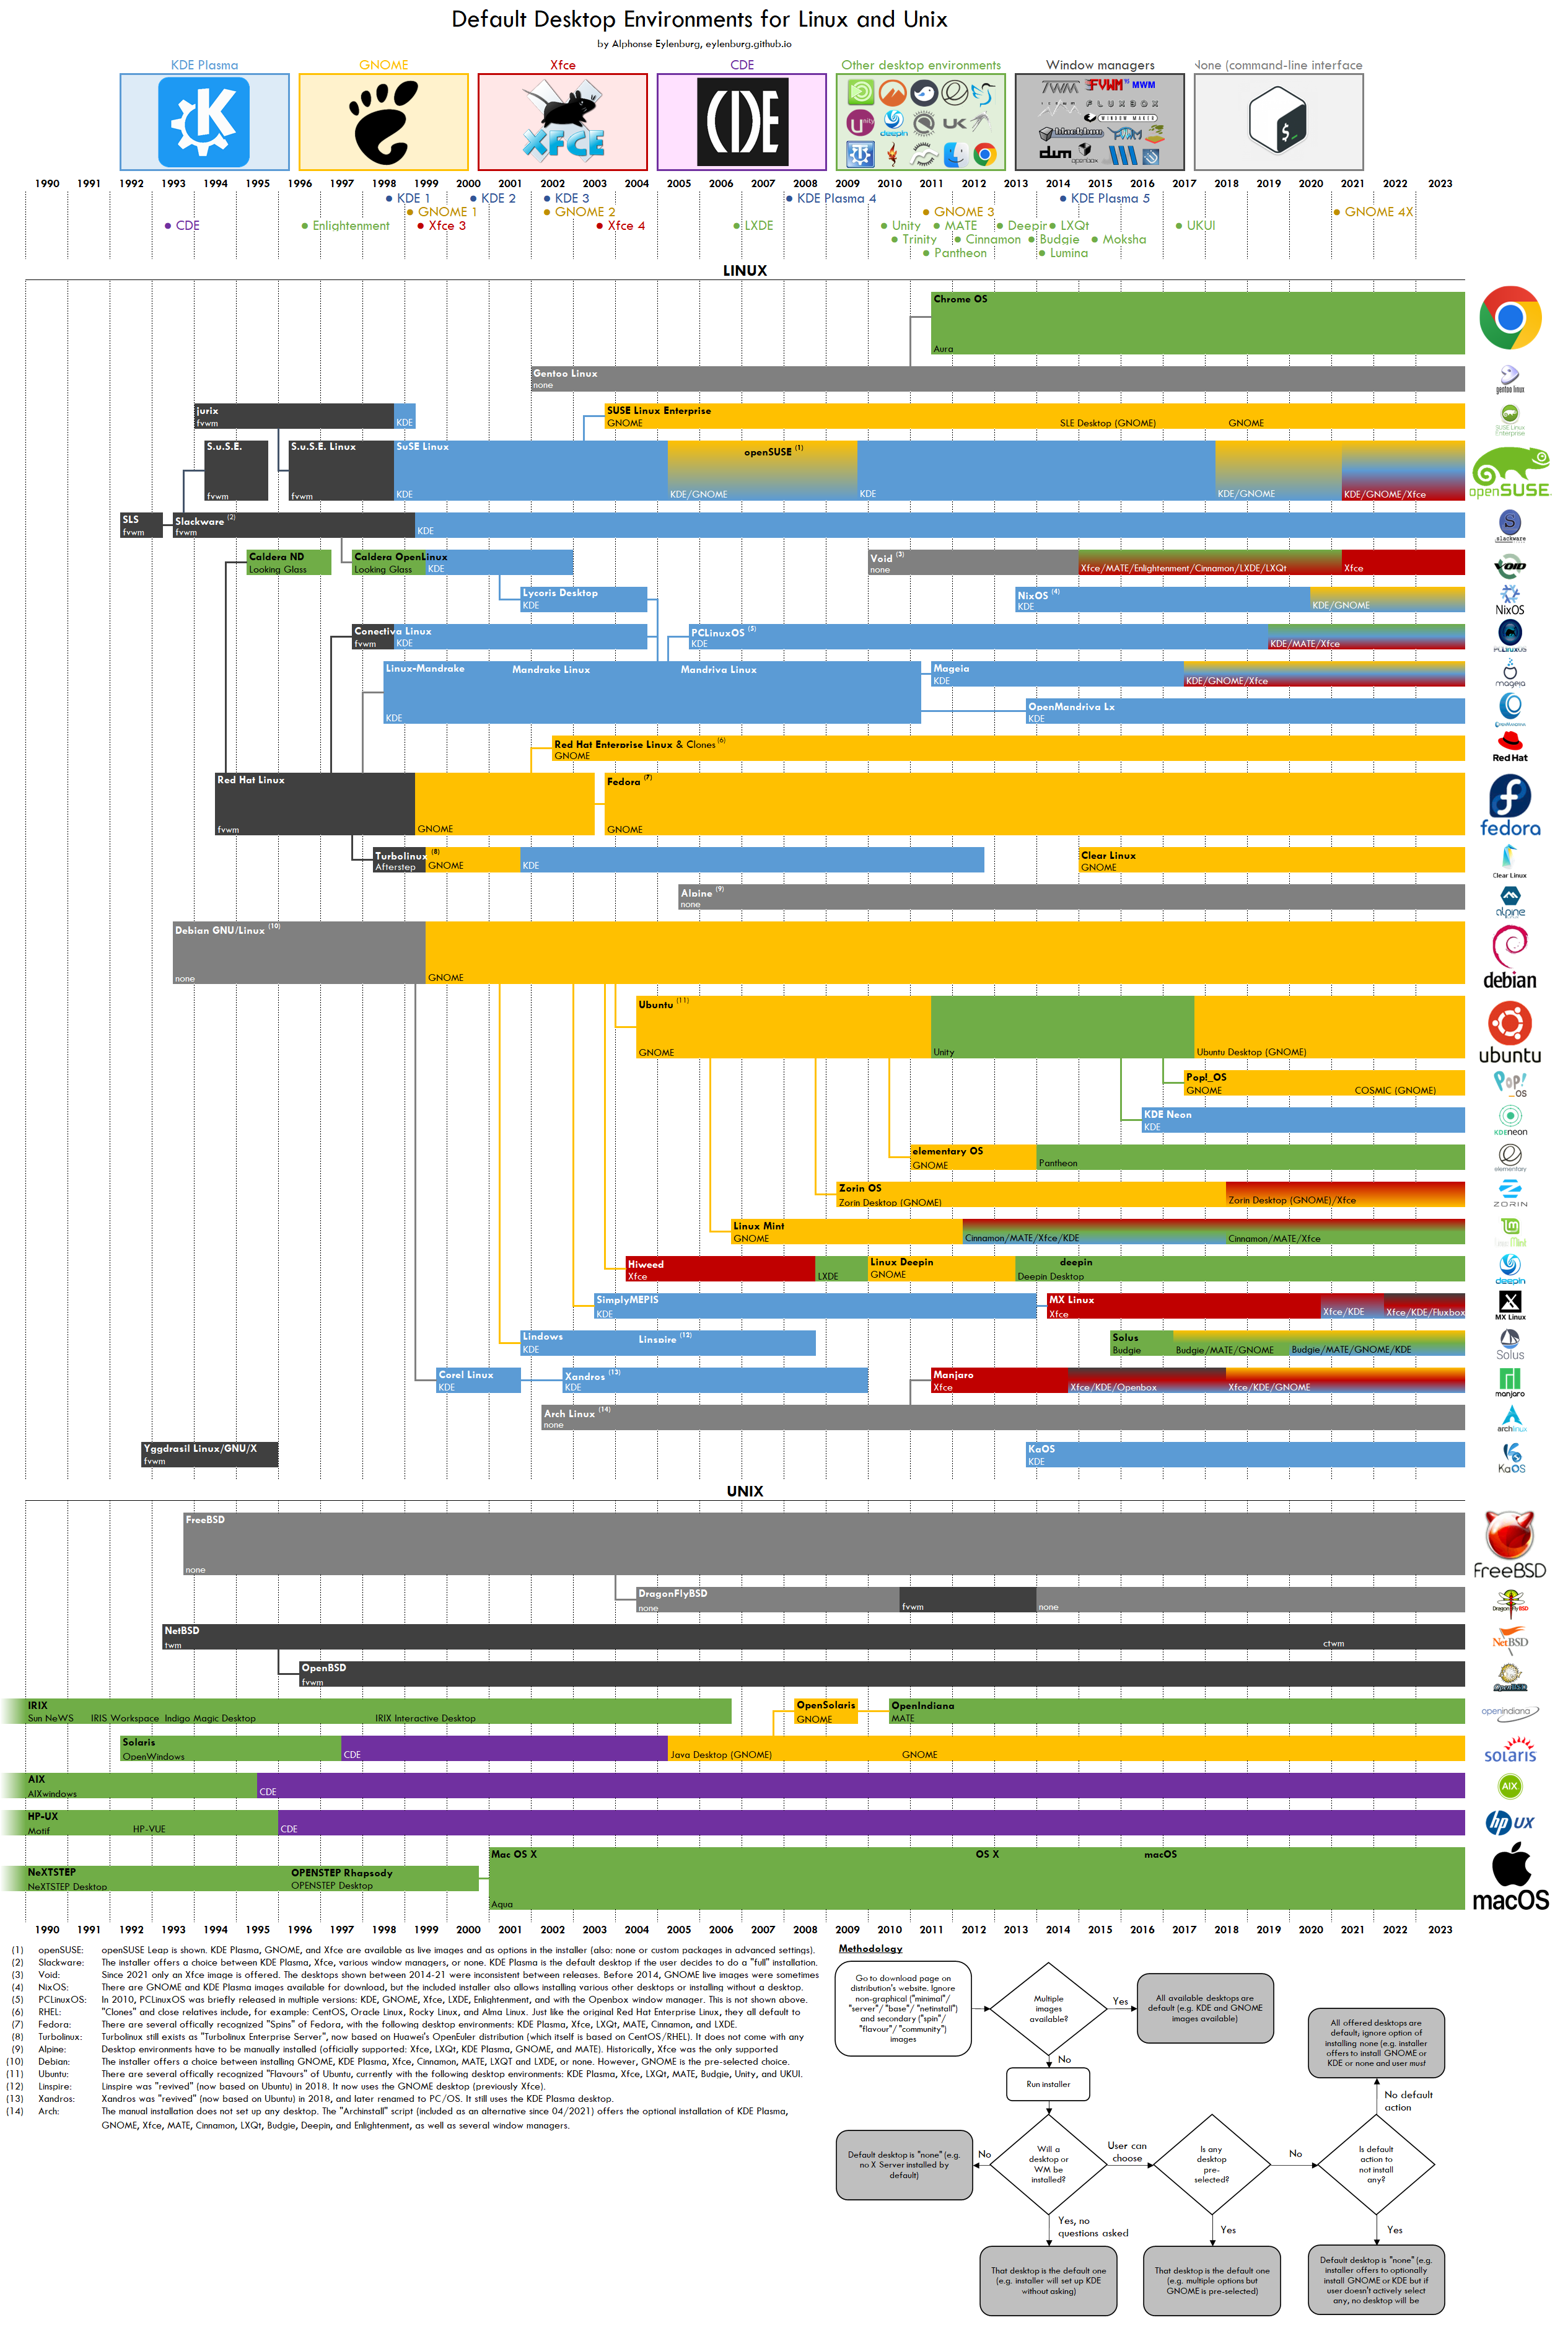 Default Desktop Environments for Linux and Unix
by Alphonse Eylenburg, eylenburg.github.io
KDE Plasma GNOME Xfce CDE Other desktop environments Window managers None (command-line interface
1990 1991 1992 1993 1994 1995 1996 1997 1998 1999 2000 2001 2002 2003 2004 2005 2006 2007 2008 2009 2010 2011 2012 2013 2014 2015 2016 2017 2018 2019 2020 2021 2022 2023
KDE 1 KDE 2 KDE 3 KDE Plasma 4 KDE Plasma 5
GNOME 1 GNOME 2 GNOME 3 GNOME 4X
CDE Enlightenment Xfce 3 Xfce 4 LXDE Unity MATE Deepin LXQt UKUI
Trinity Cinnamon Budgie Moksha
Pantheon Lumina
LINUX
Chrome OS
Aura
Gentoo Linux
none
gentoo linux
jurix
fvwm KDE
SUSE Linux Enterprise
GNOME SLE Desktop (GNOME) GNOME
SUSE Linux
Enterprise
S.u.S.E. S.u.S.E. Linux SuSE Linux openSUSE (1)
fvwm fvwm KDE KDE/GNOME KDE KDE/GNOME KDE/GNOME/Xfce
openSUSE
SLS Slackware (2)
fvwm fvwm KDE
slackware
Caldera ND Caldera OpenLinux Void (3)
Looking Glass Looking Glass KDE none Xfce/MATE/Enlightenment/Cinnamon/LXDE/LXQt Xfce
VOID
Lycoris Desktop NixOS (4)
KDE KDE KDE/GNOME
NixOS
Conectiva Linux PCLinuxOS (5)
fvwm KDE KDE KDE/MATE/Xfce
PCLinuxOS
Linux-Mandrake Mandrake Linux Mandriva Linux Mageia
KDE KDE/GNOME/Xfce
mageia
OpenMandriva Lx
KDE KDE
OpenMandriva
Red Hat Enterprise Linux & Clones (6)
GNOME
Red Hat
Red Hat Linux Fedora (7)
fvwm GNOME GNOME
fedora
Turbolinux (8) Clear Linux
Afterstep GNOME KDE GNOME
Clear Linux
Alpine (9)
none
alpine
Debian GNU/Linux (10)
none GNOME
debian
Ubuntu (11)
GNOME Unity Ubuntu Desktop (GNOME)
ubuntu
Pop!_OS
GNOME COSMIC (GNOME)
Pop!
_OS
KDE Neon
KDE
KDE neon
elementary OS
GNOME Pantheon
elementary
Zorin OS
Zorin Desktop (GNOME) Zorin Desktop (GNOME)/Xfce
ZORIN
Linux Mint
GNOME Cinnamon/MATE/Xfce/KDE Cinnamon/MATE/Xfce
Hiweed Linux Deepin deepin
Xfce LXDE GNOME Deepin Desktop
deepin
SimplyMEPIS MX Linux
KDE Xfce Xfce/KDE Xfce/KDE/Fluxbox
MX Linux
Lindows Linspire (12) Solus
KDE Budgie Budgie/MATE/GNOME Budgie/MATE/GNOME/KDE
Solus
Corel Linux Xandros (13) Manjaro
KDE KDE Xfce Xfce/KDE/Openbox Xfce/KDE/GNOME
manjaro
Arch Linux (14)
none
archlinux
Yggdrasil Linux/GNU/X KaOS
fvwm KDE
KaOS
UNIX
FreeBSD
none
FreeBSD
DragonFlyBSD
none fvwm none
DragonFlyBSD
NetBSD
twm ctwm
NetBSD
OpenBSD
fvwm
IRIX OpenSolaris OpenIndiana
Sun NeWS IRIS Workspace Indigo Magic Desktop IRIX Interactive Desktop GNOME MATE
openindiana
Solaris
OpenWindows CDE Java Desktop (GNOME) GNOME
solaris
AIX
AIXwindows CDE
AIX
HP-UX
Motif HP-VUE CDE
hp UX
Mac OS X OS X macOS
NeXTSTEP OPENSTEP Rhapsody
NeXTSTEP Desktop OPENSTEP Desktop
Aqua
macOS
1990 1991 1992 1993 1994 1995 1996 1997 1998 1999 2000 2001 2002 2003 2004 2005 2006 2007 2008 2009 2010 2011 2012 2013 2014 2015 2016 2017 2018 2019 2020 2021 2022 2023
(1) openSUSE: openSUSE Leap is shown. KDE Plasma, GNOME, and Xfce are available as live images and as options in the installer (also: none or custom packages in advanced settings).
(2) Slackware: The installer offers a choice between KDE Plasma, Xfce, various window managers, or none. KDE Plasma is the default desktop if the user decides to do a "full" installation.
(3) Void: Since 2021 only an Xfce image is offered. The desktops shown between 2014-21 were inconsistent between releases. Before 2014, GNOME live images were sometimes
(4) NixOS: There are GNOME and KDE Plasma images available for download, but the included installer also allows installing various other desktops or installing without a desktop.
(5) PCLinuxOS: In 2010, PCLinuxOS was briefly released in multiple versions: KDE, GNOME, Xfce, LXDE, Enlightenment, and with the Openbox window manager. This is not shown above.
(6) RHEL: "Clones" and close relatives include, for example: CentOS, Oracle Linux, Rocky Linux, and Alma Linux. Just like the original Red Hat Enterprise Linux, they all default to
(7) Fedora: There are several offically recognized "Spins" of Fedora, with the following desktop environments: KDE Plasma, Xfce, LXQt, MATE, Cinnamon, and LXDE.
(8) Turbolinux: Turbolinux still exists as "Turbolinux Enterprise Server", now based on Huawei's OpenEuler distribution (which itself is based on CentOS/RHEL). It does not come with any
(9) Alpine: Desktop environments have to be manually installed (officially supported: Xfce, LXQt, KDE Plasma, GNOME, and MATE). Historically, Xfce was the only supported
(10) Debian: The installer offers a choice between installing GNOME, KDE Plasma, Xfce, Cinnamon, MATE, LXQT and LXDE, or none. However, GNOME is the pre-selected choice.
(11) Ubuntu: There are several offically recognized "Flavours" of Ubuntu, currently with the following desktop environments: KDE Plasma, Xfce, LXQt, MATE, Budgie, Unity, and UKUI.
(12) Linspire: Linspire was "revived" (now based on Ubuntu) in 2018. It now uses the GNOME desktop (previously Xfce).
(13) Xandros: Xandros was "revived" (now based on Ubuntu) in 2018, and later renamed to PC/OS. It still uses the KDE Plasma desktop.
(14) Arch: The manual installation does not set up any desktop. The "Archinstall" script (included as an alternative since 04/2021) offers the optional installation of KDE Plasma,
GNOME, Xfce, MATE, Cinnamon, LXQt, Budgie, Deepin, and Enlightenment, as well as several window managers.
Methodology
Go to download page on
distribution's website. Ignore
non-graphical ("minimal"/
"server"/ "base"/ "netinstall")
and secondary ("spin"/
"flavour"/ "community")
images
Multiple
images
available?
Yes
All available desktops are
default (e.g. KDE and GNOME
images available)
No
Run installer
Will a
desktop or
WM be
installed?
No
Default desktop is "none" (e.g.
no X Server installed by
default)
User can
choose
Is any
desktop
pre-
selected?
No
Is default
action to
not install
any?
No default
action
All offered desktops are
default; ignore option of
installing none (e.g. installer
offers to install GNOME or
KDE or none and user must
Yes, no
questions asked
That desktop is the default one
(e.g. installer will set up KDE
without asking)
Yes
That desktop is the default one
(e.g. multiple options but
GNOME is pre-selected)
Yes
Default desktop is "none" (e.g.
installer offers to optionally
install GNOME or KDE but if
user doesn't actively select
any, no desktop will be